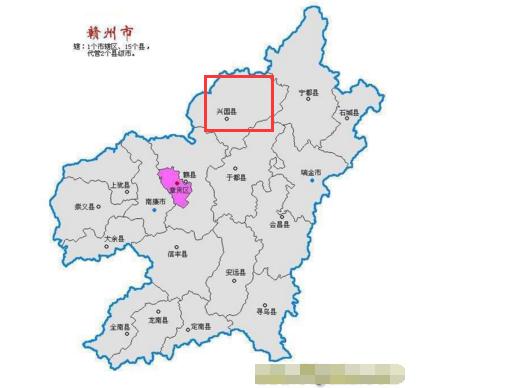 赣州市
辖：1个市辖区、15个县，
代管2个县级市。
宁都县
兴国县
石城县
赣县
于都县
瑞金市
上犹县
章贡区
崇义县
南康市
会昌县
大余县
信丰县
安远县
寻乌县
龙南县
全南县
定南县